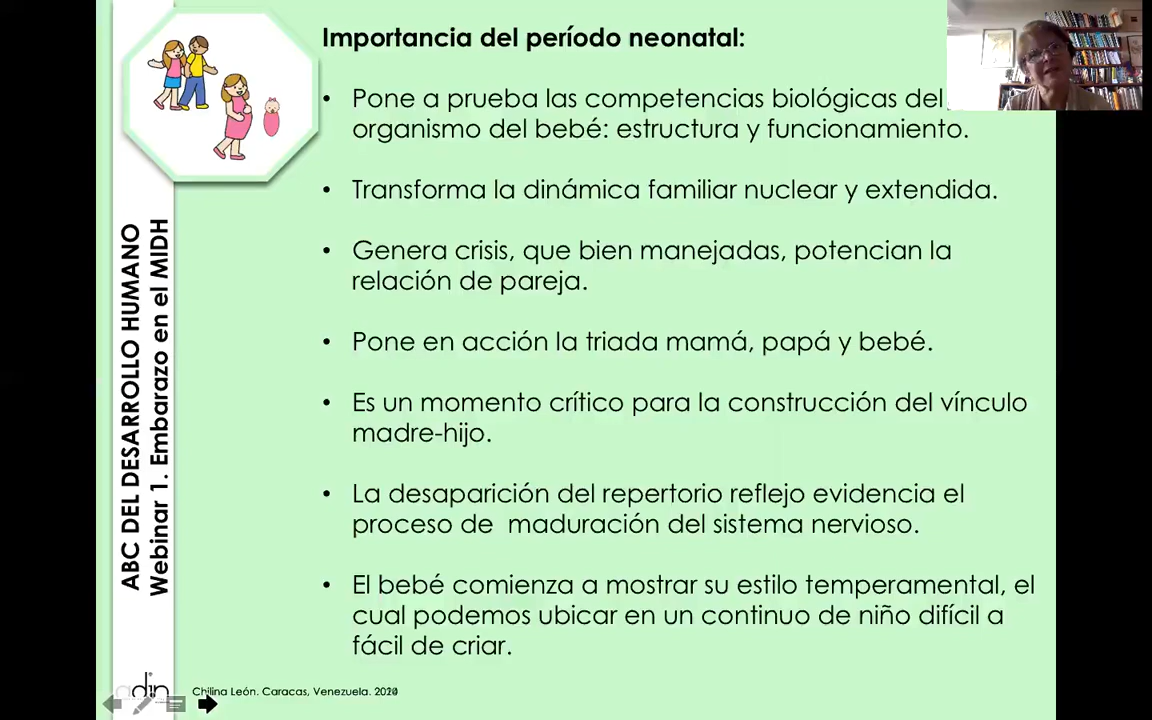 Importancia del período neonatal:
• Pone a prueba las competencias biológicas del
organismo del bebé: estructura y funcionamiento.
• Transforma la dinámica familiar nuclear y extendida.
• Genera crisis, que bien manejadas, potencian la
relación de pareja.
• Pone en acción la triada mamá, papá y bebé.
• Es un momento crítico para la construcción del vínculo
madre-hijo.
• La desaparición del repertorio reflejo evidencia el
proceso de maduración del sistema nervioso.
• El bebé comienza a mostrar su estilo temperamental, el
cual podemos ubicar en un continuo de niño difícil a
fácil de criar.
ABC DEL DESARROLLO HUMANO
Webinar 1. Embarazo en el MIDH
Chilina León. Caracas, Venezuela.